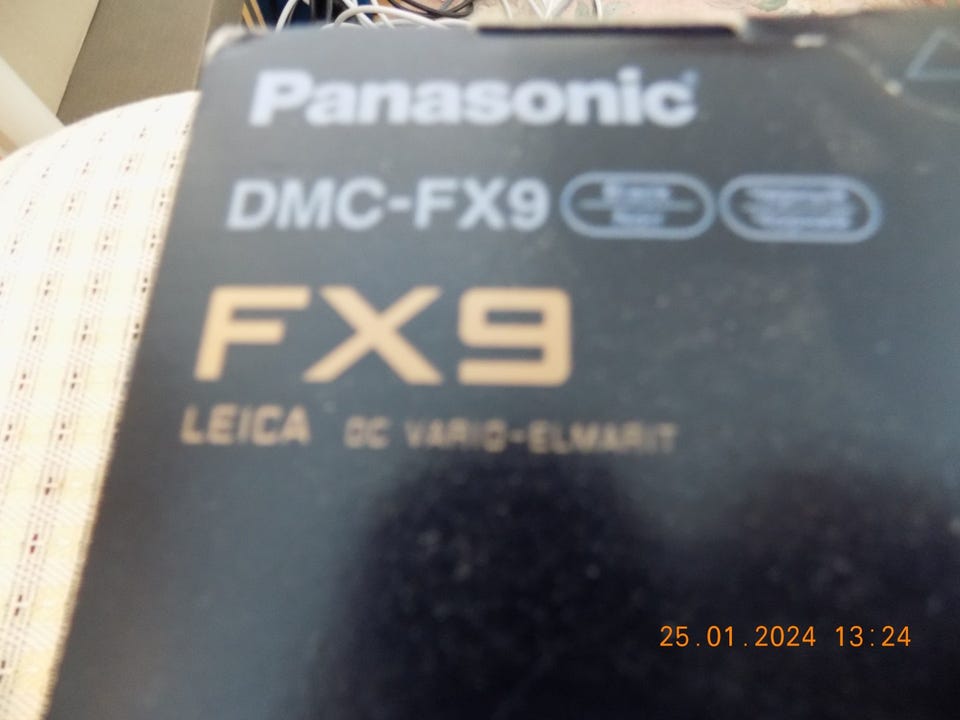 Panasonic
DMC-FX9
FX9
LEICA DC VARIO-ELMARIT
25.01.2024 13:24